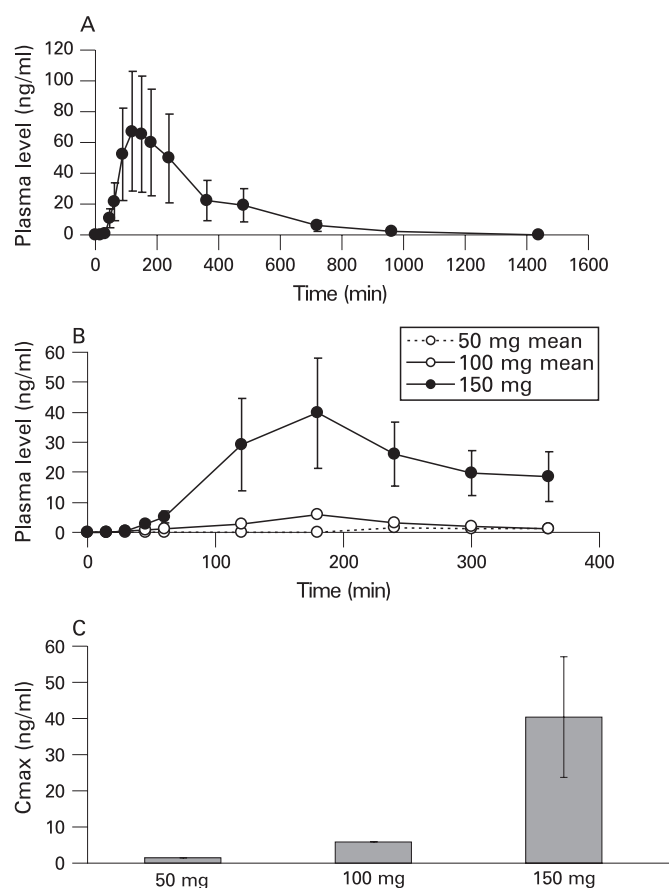 A
Plasma level (ng/ml)
120
100
80
60
40
20
0
0 200 400 600 800 1000 1200 1400 1600
Time (min)
B
Plasma level (ng/ml)
60
50
40
30
20
10
0
50 mg mean
100 mg mean
150 mg
100 200 300 400
Time (min)
C
Cmax (ng/ml)
60
50
40
30
20
10
0
50 mg 100 mg 150 mg